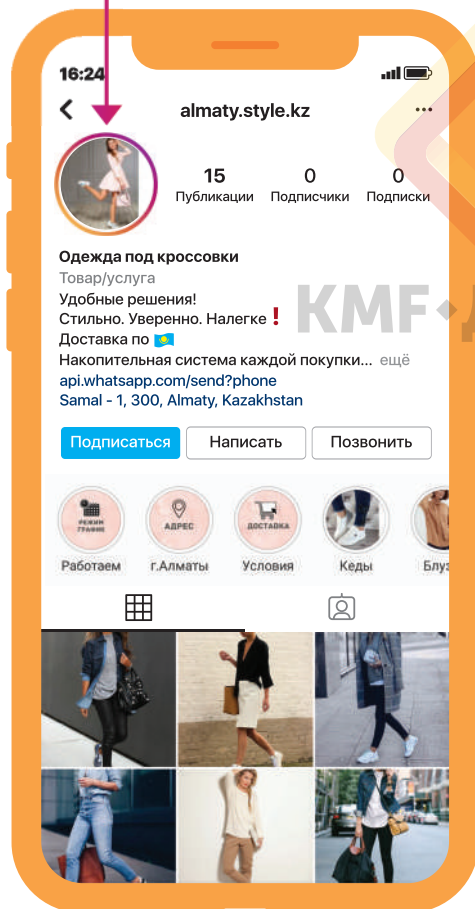 16:24
almaty.style.kz
15
0
0
Публикации
Подписчики
Подписки
Одежда под кроссовки
Товар/услуга
Удобные решения!
Стильно. Уверенно. Налегке❗
Доставка по 🇰🇿
Накопительная система каждой покупки... ещё
api.whatsapp.com/send?phone
Samal - 1, 300, Almaty, Kazakhstan
KMF
Подписаться
Написать
Позвонить
РЕЖИМ
АДРЕС
ДОСТАВКА
Работаем
г.Алматы
Условия
Кеды